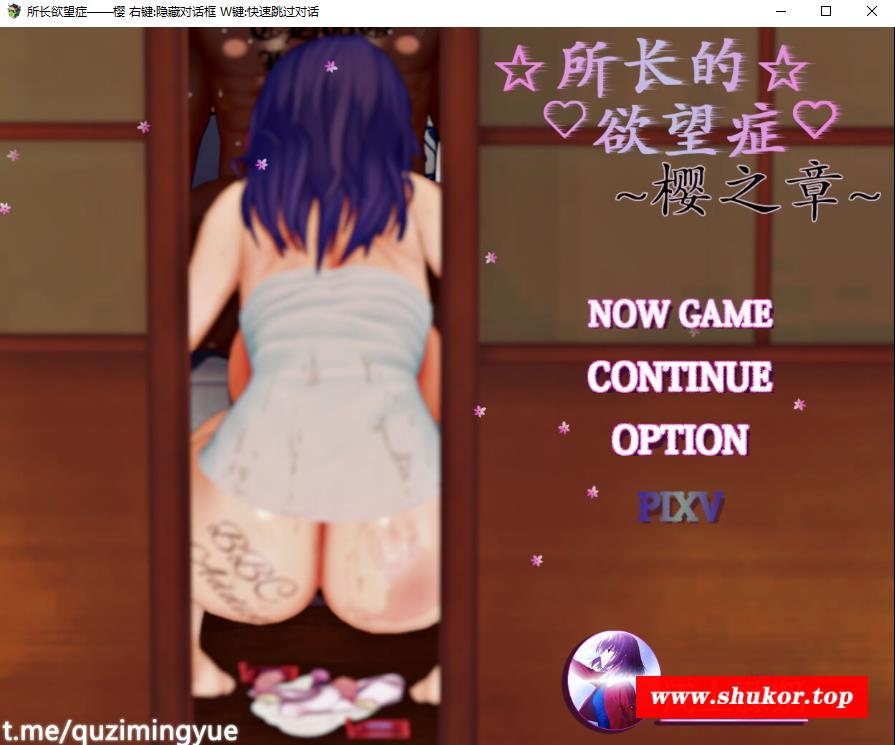 所长欲望症——樱 右键:隐藏对话框 W键:快速跳过对话
☆所长的☆
♡欲望症♡
~樱之章~
NOW GAME
CONTINUE
OPTION
PIXV
BBC
www.shukor.top
t.me/quzimingyue